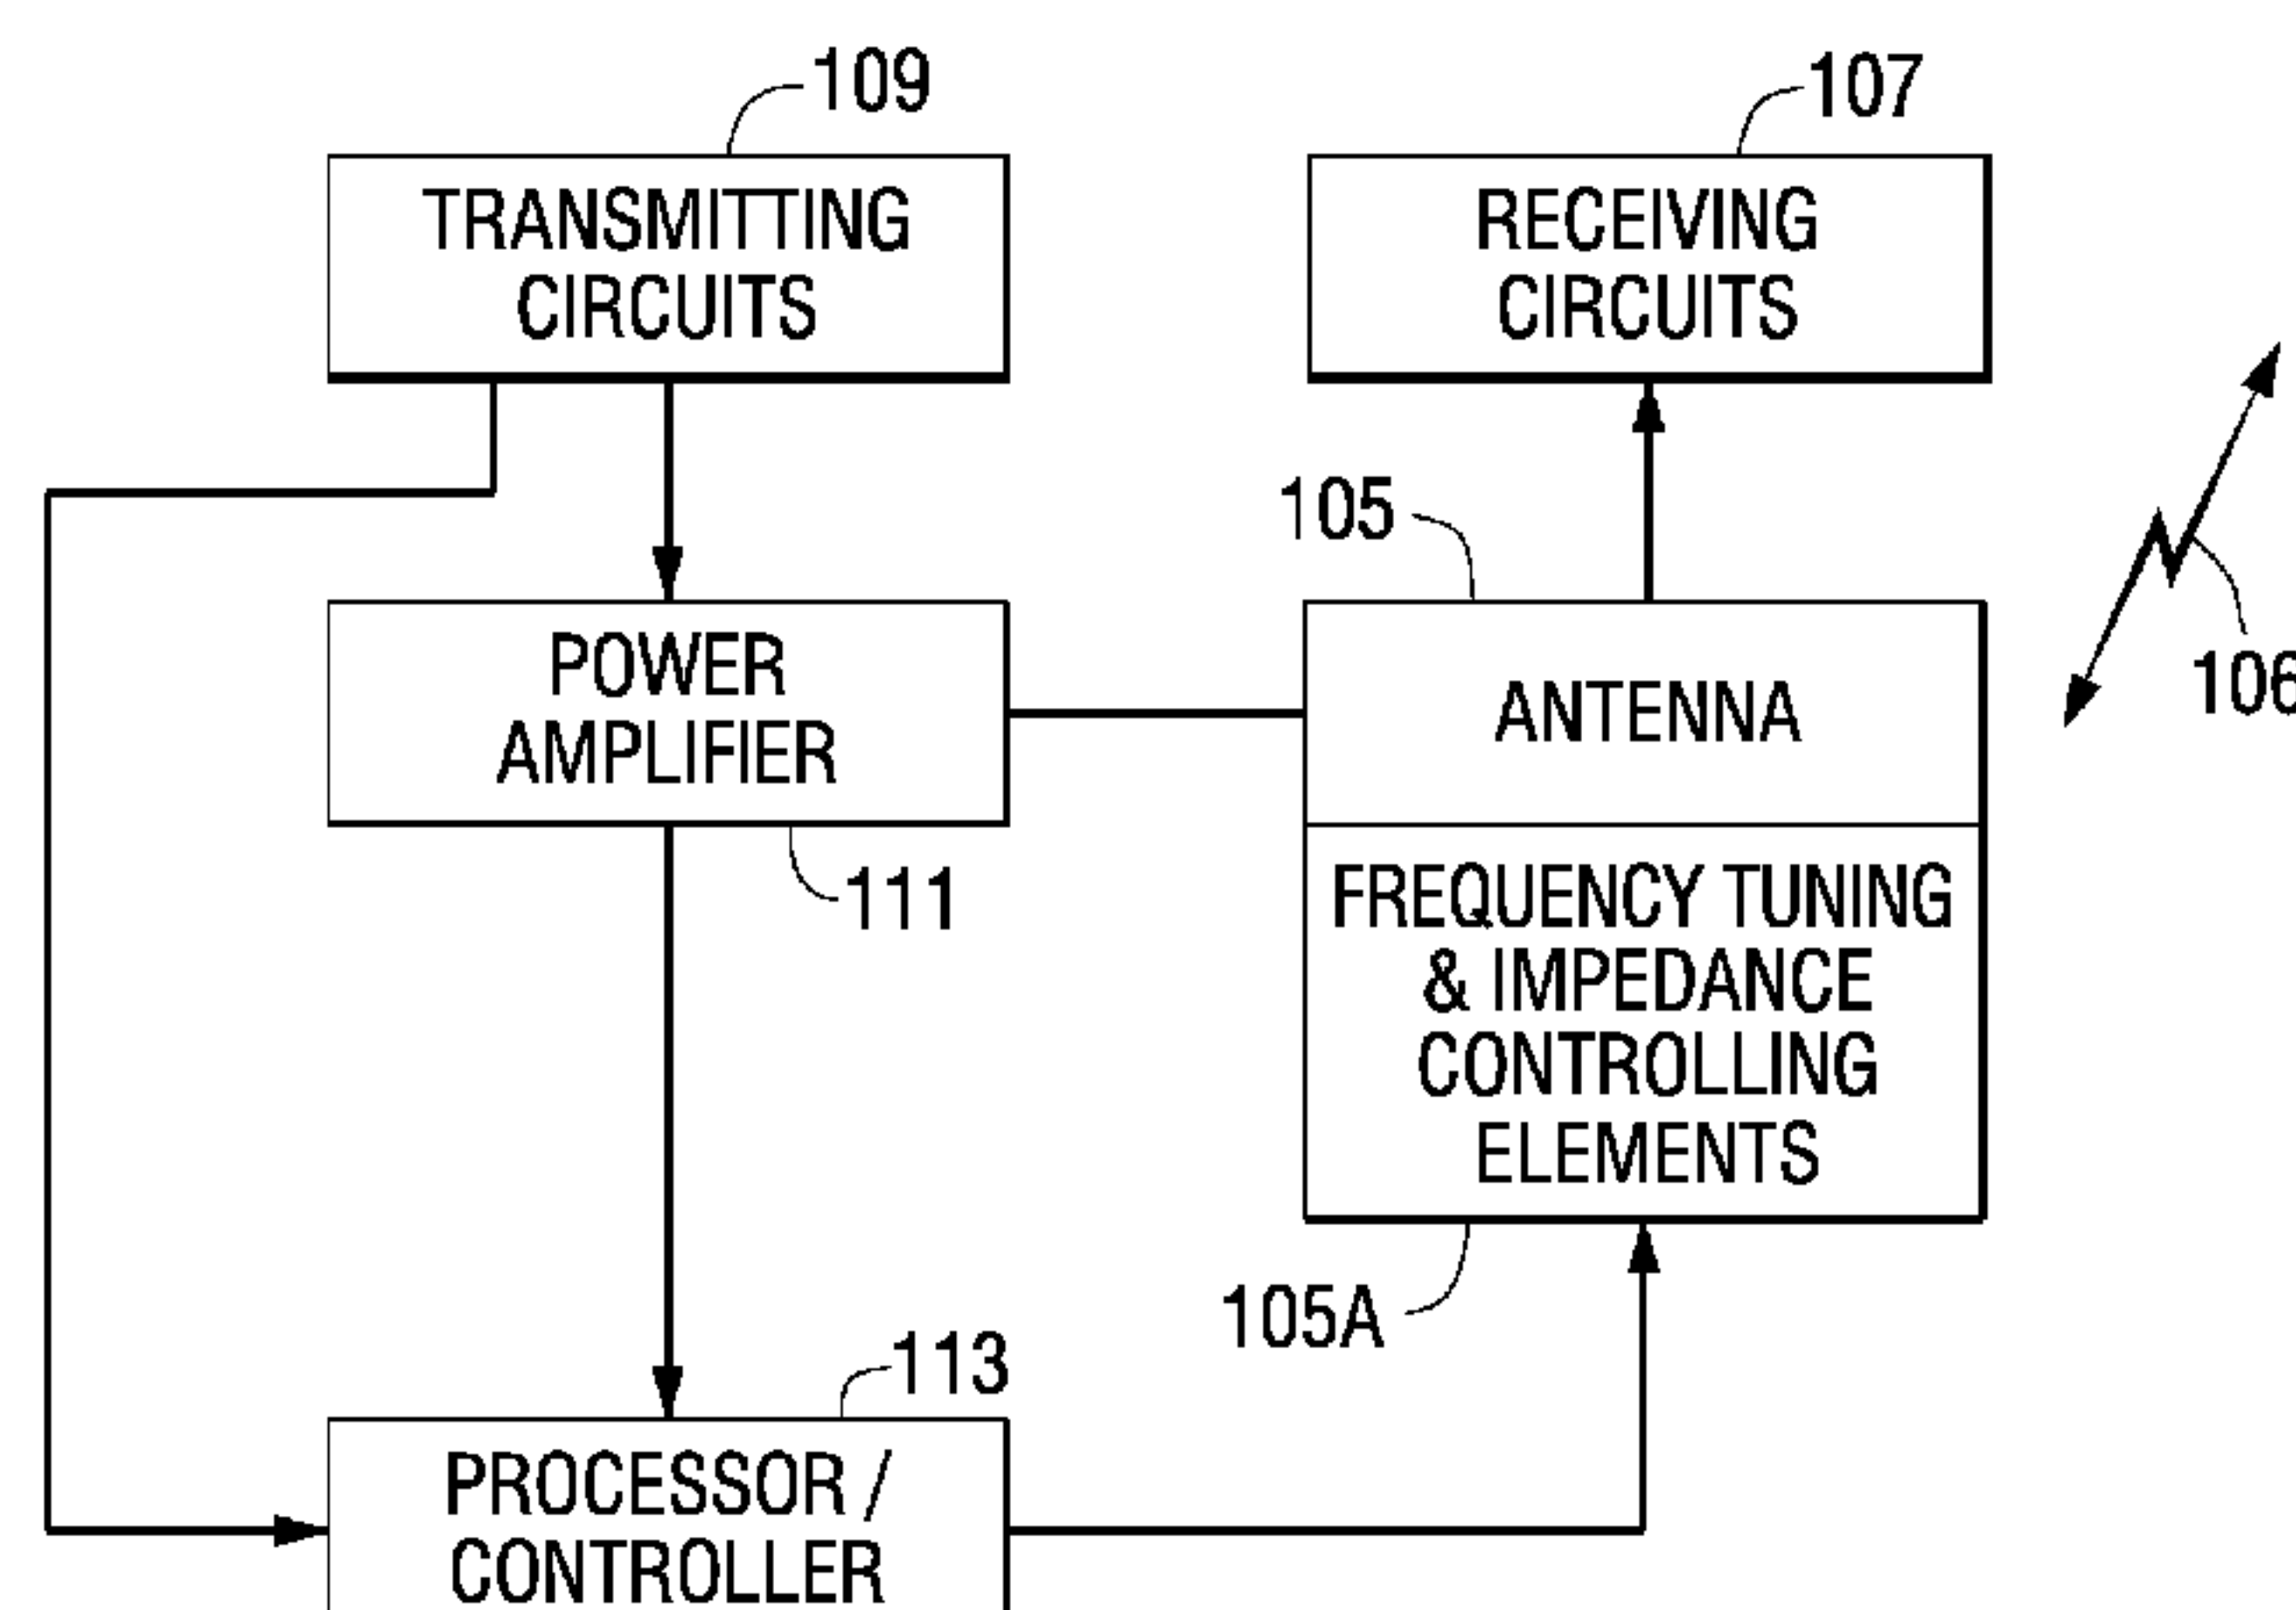 109
107
TRANSMITTING
CIRCUITS
RECEIVING
CIRCUITS
105
106
POWER
AMPLIFIER
ANTENNA
111
FREQUENCY TUNING
& IMPEDANCE
CONTROLLING
ELEMENTS
105A
113
PROCESSOR /
CONTROLLER